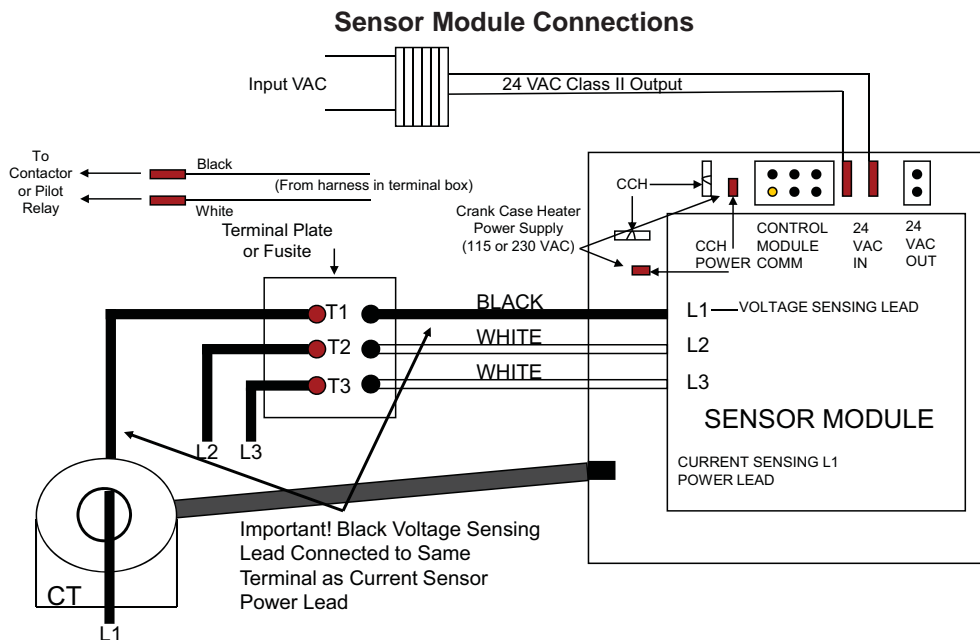 Sensor Module Connections
Input VAC
24 VAC Class II Output
To
Contactor
or Pilot
Relay
Black
(From harness in terminal box)
White
Terminal Plate
or Fusite
CCH
Crank Case Heater
Power Supply
(115 or 230 VAC)
CCH
POWER
CONTROL
MODULE
COMM
24
VAC
IN
24
VAC
OUT
T1
T2
T3
BLACK
WHITE
WHITE
L1
VOLTAGE SENSING LEAD
L2
L3
SENSOR MODULE
CURRENT SENSING L1
POWER LEAD
L2
L3
Important! Black Voltage Sensing
Lead Connected to Same
Terminal as Current Sensor
Power Lead
CT
L1